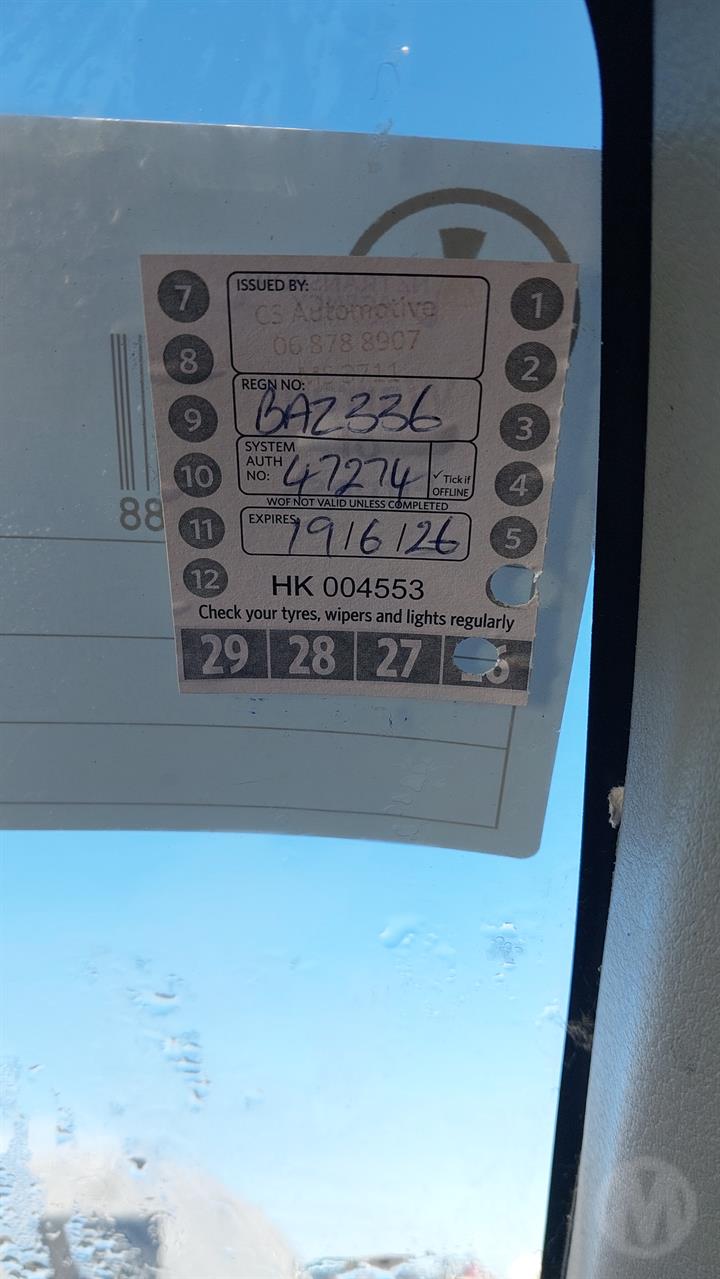 7
8
9
10
11
12
ISSUED BY:
CS Automotive
06 878 8907
REGN NO:
BAZ336
SYSTEM
AUTH
NO: 47274
✓ Tick if
OFFLINE
WOF NOT VALID UNLESS COMPLETED
EXPIRES
19/6/26
1
2
3
4
5
HK 004553
Check your tyres, wipers and lights regularly
29 28 27 26
88
M